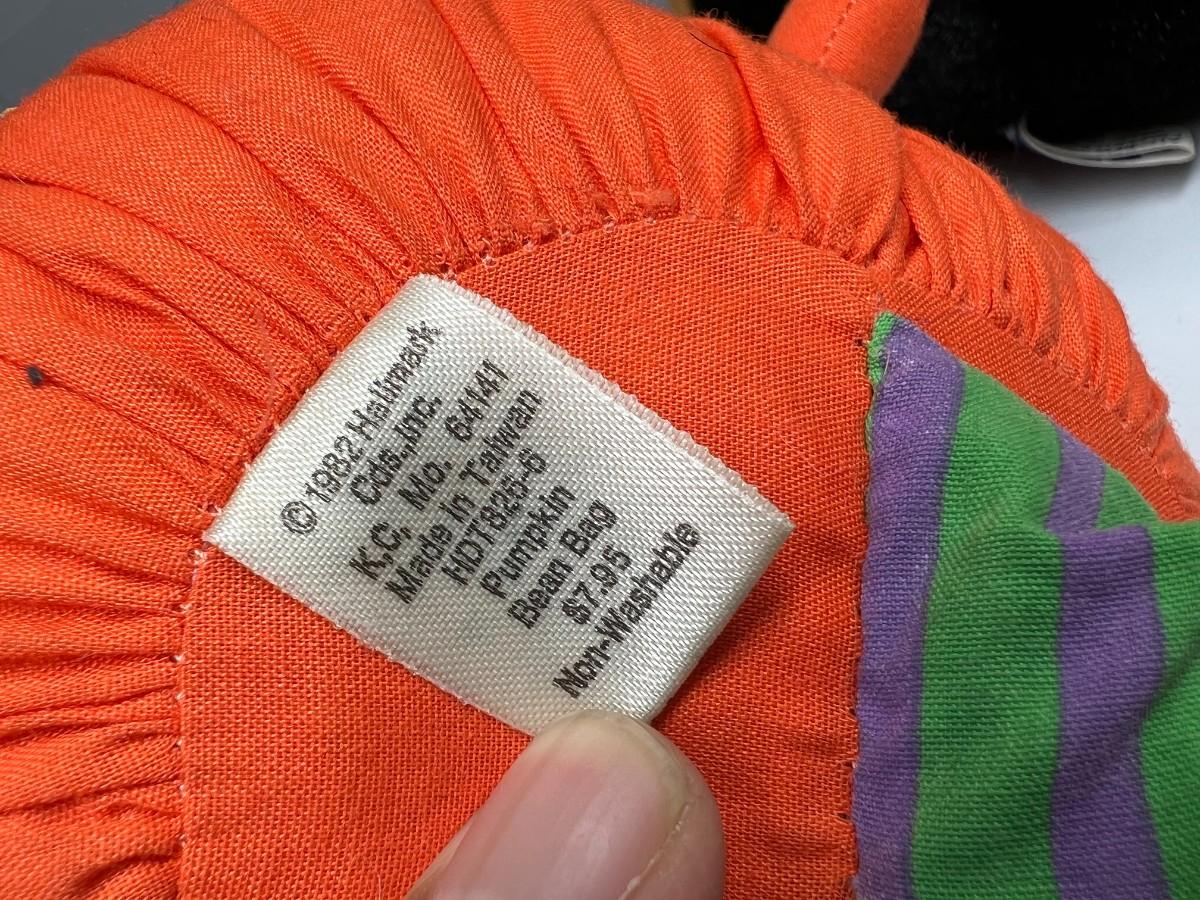 ©1982 Hallmark
Cds.,Inc.
K.C. Mo. 64141
Made in Taiwan
HDT825-6
Pumpkin
Bean Bag
$7.95
Non-Washable